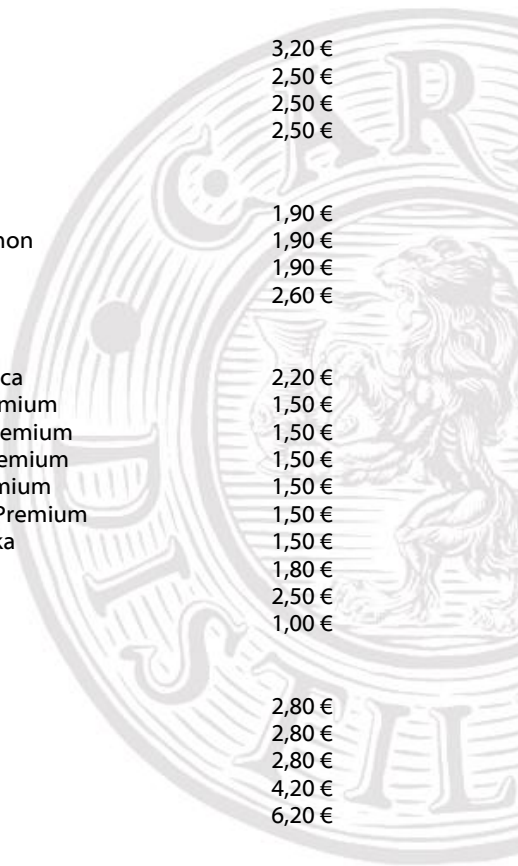 3,20 €
2,50 €
2,50 €
2,50 €
1,90 €
non 1,90 €
1,90 €
2,60 €
ca 2,20 €
mium 1,50 €
emium 1,50 €
emium 1,50 €
mium 1,50 €
Premium 1,50 €
ka 1,50 €
1,80 €
2,50 €
1,00 €
2,80 €
2,80 €
2,80 €
4,20 €
6,20 €
CAR
DISTIL